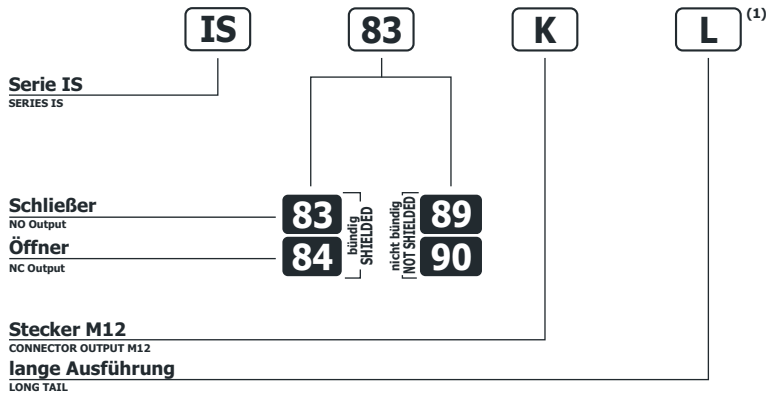 IS 83 K L (1)
Serie IS
SERIES IS
Schließer
NO Output
Öffner
NC Output
83
84
bündig
SHIELDED
nicht bündig
NOT SHIELDED
89
90
Stecker M12
CONNECTOR OUTPUT M12
lange Ausführung
LONG TAIL